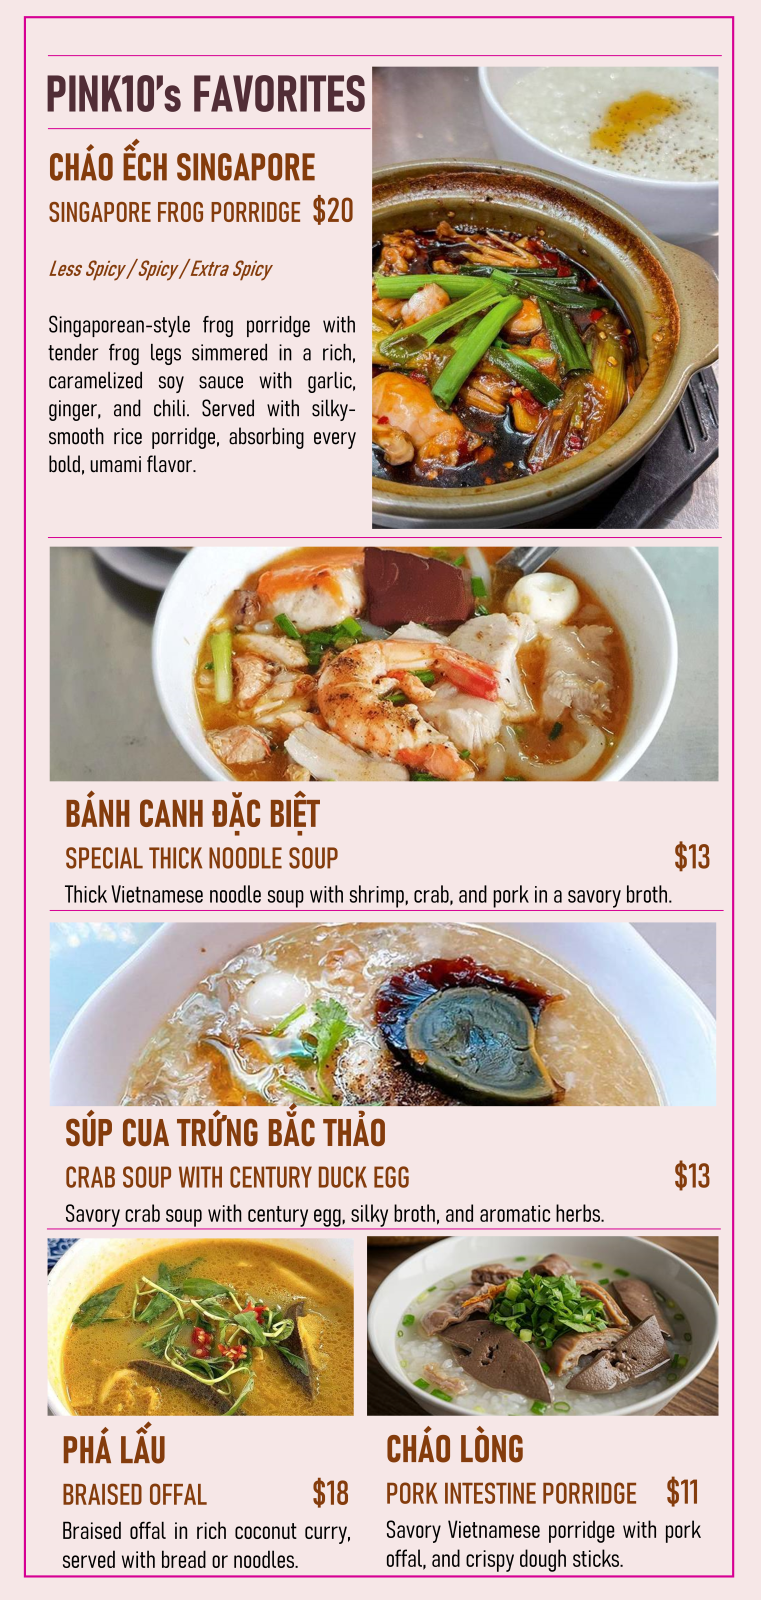 PINK10's FAVORITES
CHÁO ẾCH SINGAPORE
SINGAPORE FROG PORRIDGE $20
Less Spicy / Spicy / Extra Spicy
Singaporean-style frog porridge with
tender frog legs simmered in a rich,
caramelized soy sauce with garlic,
ginger, and chili. Served with silky-
smooth rice porridge, absorbing every
bold, umami flavor.
BÁNH CANH ĐẶC BIỆT
SPECIAL THICK NOODLE SOUP $13
Thick Vietnamese noodle soup with shrimp, crab, and pork in a savory broth.
SÚP CUA TRỨNG BẮC THẢO
CRAB SOUP WITH CENTURY DUCK EGG $13
Savory crab soup with century egg, silky broth, and aromatic herbs.
PHÁ LẤU
BRAISED OFFAL $18
Braised offal in rich coconut curry,
served with bread or noodles.
CHÁO LÒNG
PORK INTESTINE PORRIDGE $11
Savory Vietnamese porridge with pork
offal, and crispy dough sticks.